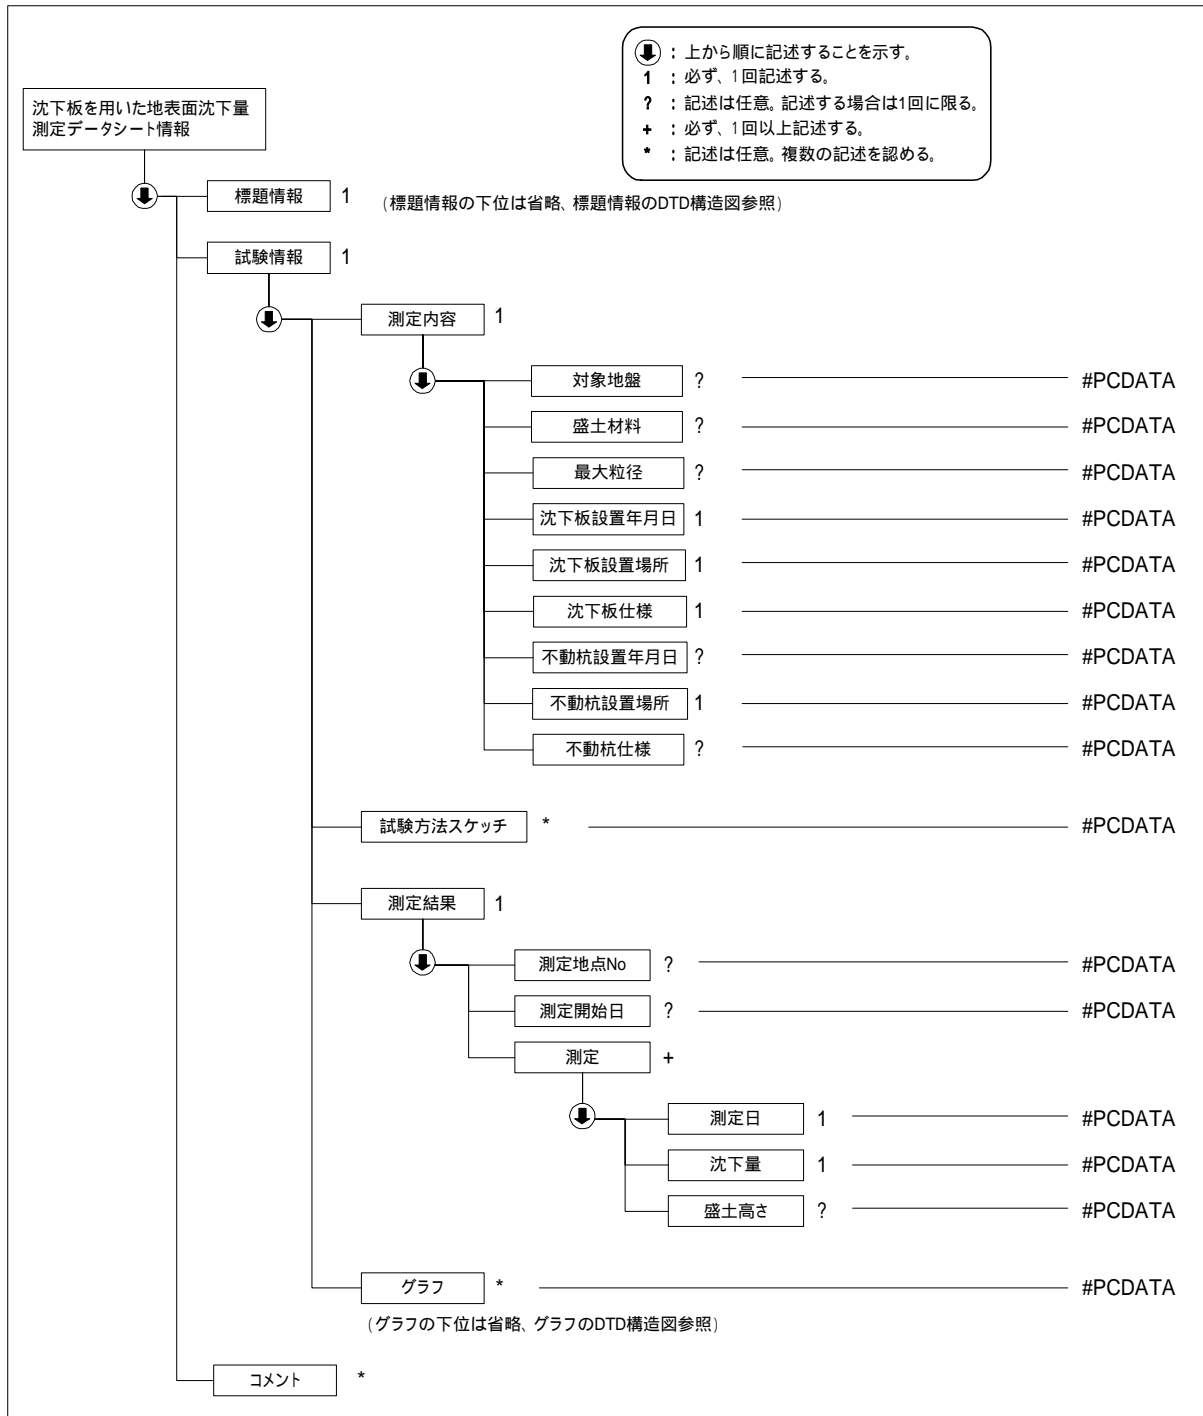 : 上から順に記述することを示す。
1 : 必ず、1回記述する。
? : 記述は任意。記述する場合は1回に限る。
+ : 必ず、1回以上記述する。
* : 記述は任意。複数の記述を認める。
沈下板を用いた地表面沈下量
測定データシート情報
標題情報 1 (標題情報の下位は省略、標題情報のDTD構造図参照)
試験情報 1
測定内容 1
対象地盤 ? #PCDATA
盛土材料 ? #PCDATA
最大粒径 ? #PCDATA
沈下板設置年月日 1 #PCDATA
沈下板設置場所 1 #PCDATA
沈下板仕様 1 #PCDATA
不動杭設置年月日 ? #PCDATA
不動杭設置場所 1 #PCDATA
不動杭仕様 ? #PCDATA
試験方法スケッチ * #PCDATA
測定結果 1
測定地点No ? #PCDATA
測定開始日 ? #PCDATA
測定 +
測定日 1 #PCDATA
沈下量 1 #PCDATA
盛土高さ ? #PCDATA
グラフ * #PCDATA
(グラフの下位は省略、グラフのDTD構造図参照)
コメント *